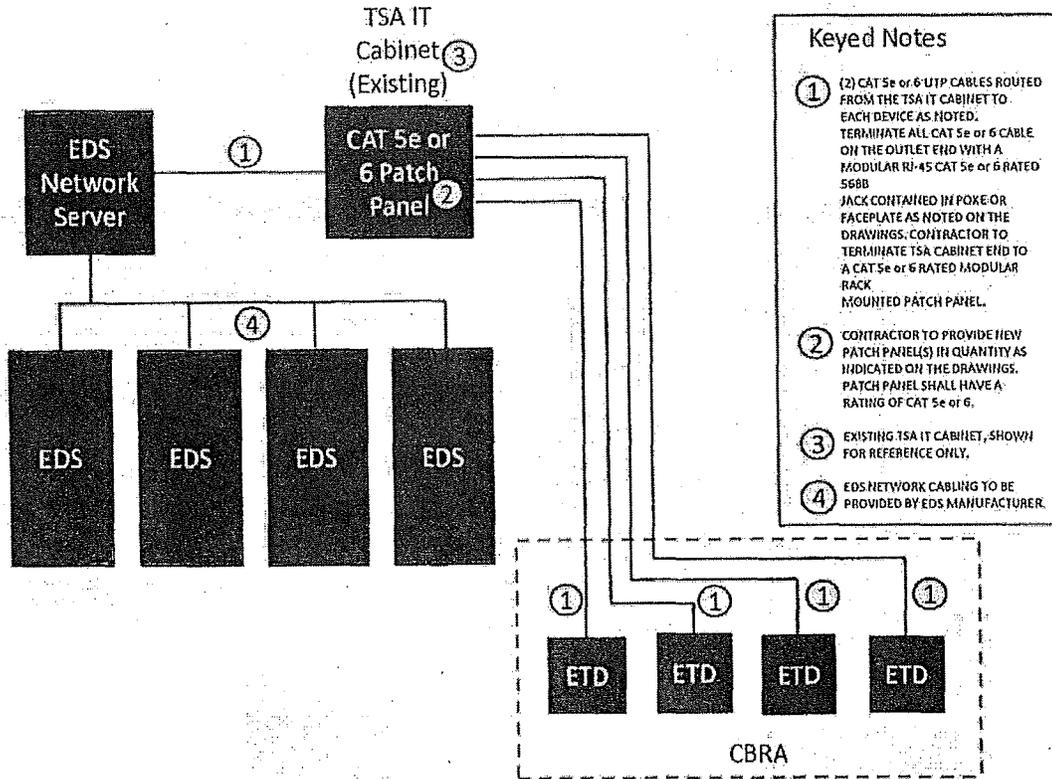 TSA IT
Cabinet ③
(Existing)
EDS
Network
Server
①
CAT 5e or
6 Patch
Panel ②
④
EDS
EDS
EDS
EDS
①
①
①
①
ETD
ETD
ETD
ETD
CBRA
Keyed Notes
① (2) CAT 5e or 6 UTP CABLES ROUTED
FROM THE TSA IT CABINET TO
EACH DEVICE AS NOTED.
TERMINATE ALL CAT 5e or 6 CABLE
ON THE OUTLET END WITH A
MODULAR RJ-45 CAT 5e or 6 RATED
568B
JACK CONTAINED IN POKE OR
FACEPLATE AS NOTED ON THE
DRAWINGS. CONTRACTOR TO
TERMINATE TSA CABINET END TO
A CAT 5e or 6 RATED MODULAR
RACK
MOUNTED PATCH PANEL.
② CONTRACTOR TO PROVIDE NEW
PATCH PANEL(S) IN QUANTITY AS
INDICATED ON THE DRAWINGS.
PATCH PANEL SHALL HAVE A
RATING OF CAT 5e or 6.
③ EXISTING TSA IT CABINET, SHOWN
FOR REFERENCE ONLY.
④ EDS NETWORK CABLING TO BE
PROVIDED BY EDS MANUFACTURER.